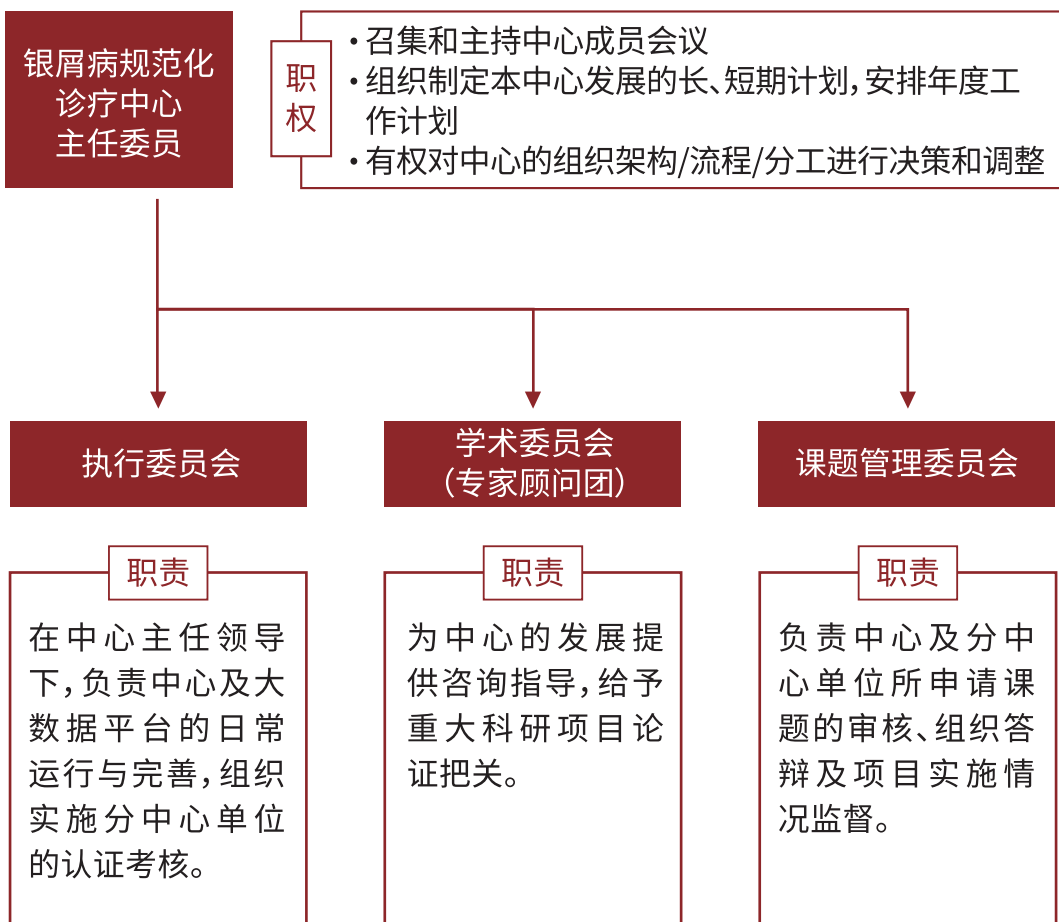 银屑病规范化
诊疗中心
主任委员
职
权
• 召集和主持中心成员会议
• 组织制定本中心发展的长、短期计划，安排年度工
作计划
• 有权对中心的组织架构/流程/分工进行决策和调整
执行委员会
学术委员会
（专家顾问团）
课题管理委员会
职责
在中心主任领导
下，负责中心及大
数据平台的日常
运行与完善，组织
实施分中心单位
的认证考核。
职责
为中心的发展提
供咨询指导，给予
重大科研项目论
证把关。
职责
负责中心及分中
心单位所申请课
题的审核、组织答
辩及项目实施情
况监督。